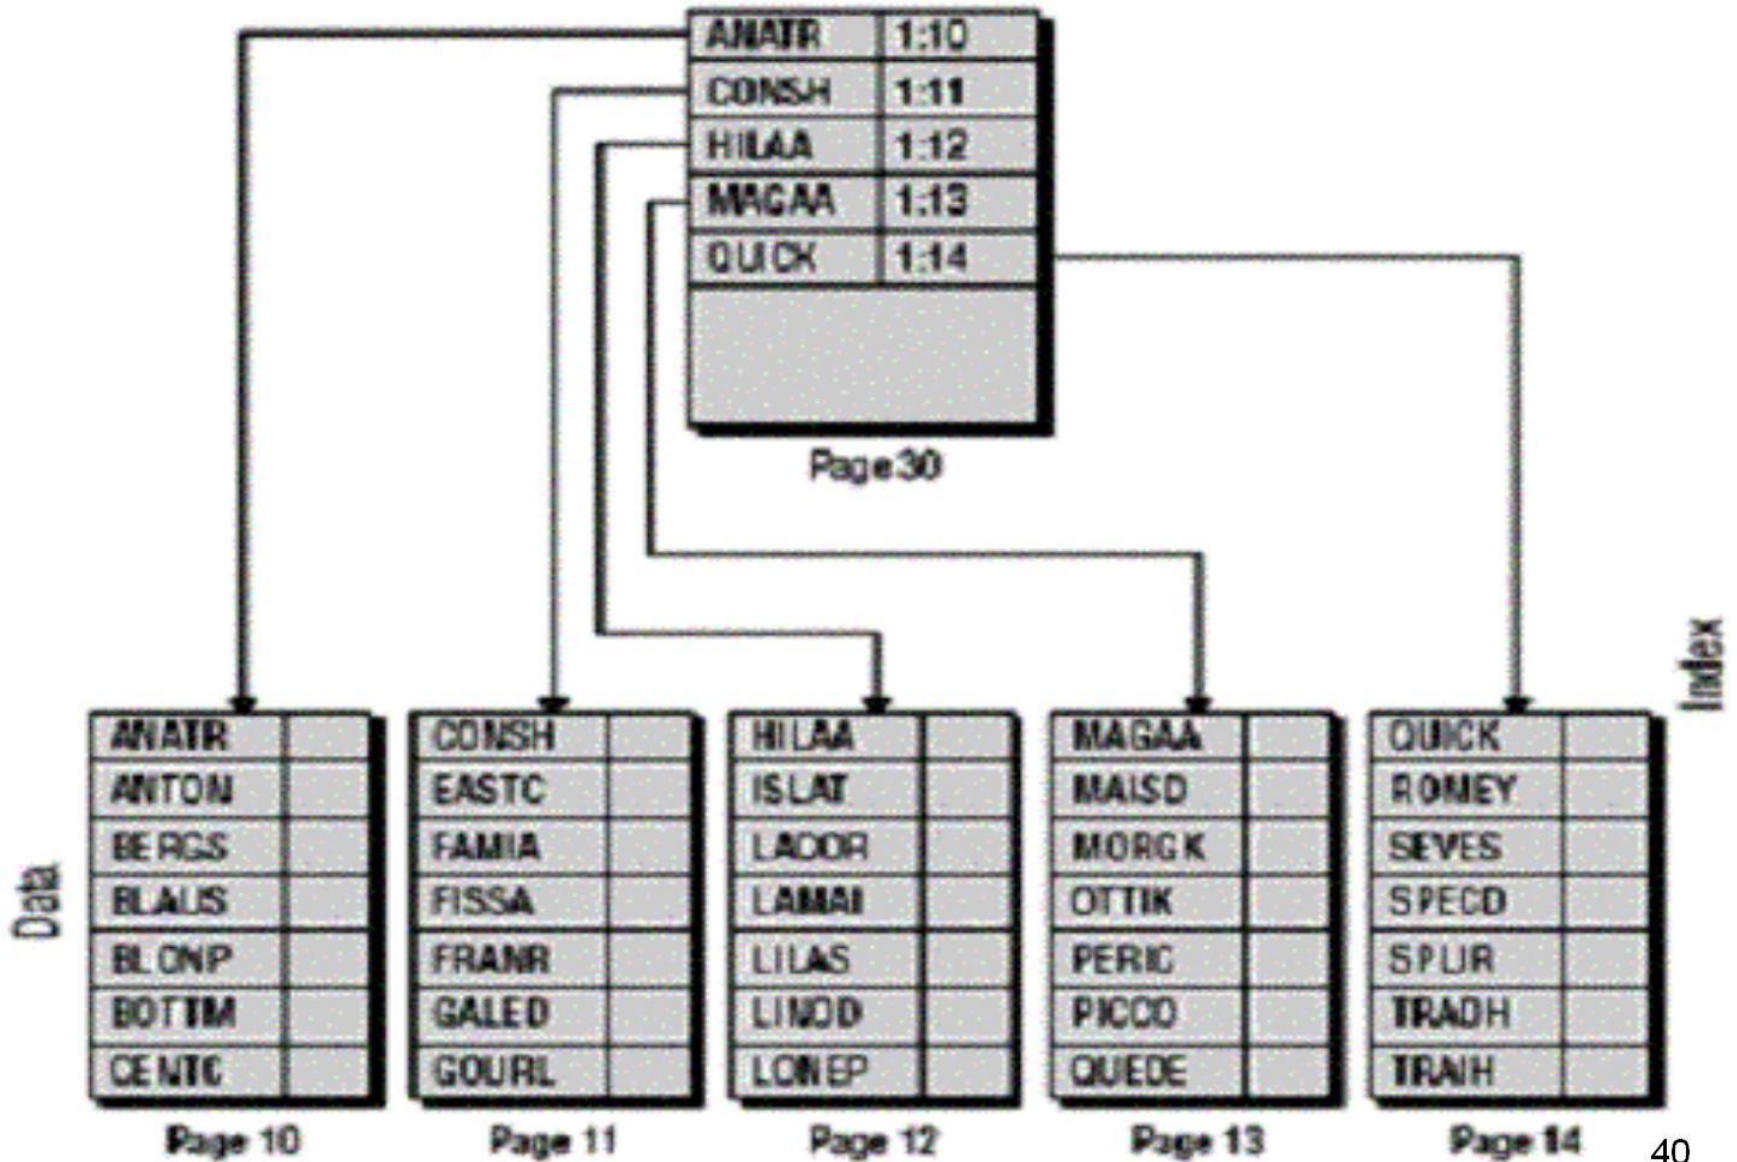 ANATR 1:10
CONSH 1:11
HILAA 1:12
MAGAA 1:13
QUICK 1:14
Page 30
Index
Data
ANATR CONSH HILAA MAGAA QUICK
ANTON EASTC ISLAT MAISD ROMEY
BERGS FAMIA LACOR MORGK SEVES
BLAUS FISSA LAMAI OTTIK SPECD
BLONP FRANR LILAS PERIC SPLIR
BOTTM GALED LINOD PICCO TRADH
CENTC GOURL LONEP QUEDE TRAIH
Page 10 Page 11 Page 12 Page 13 Page 14
40